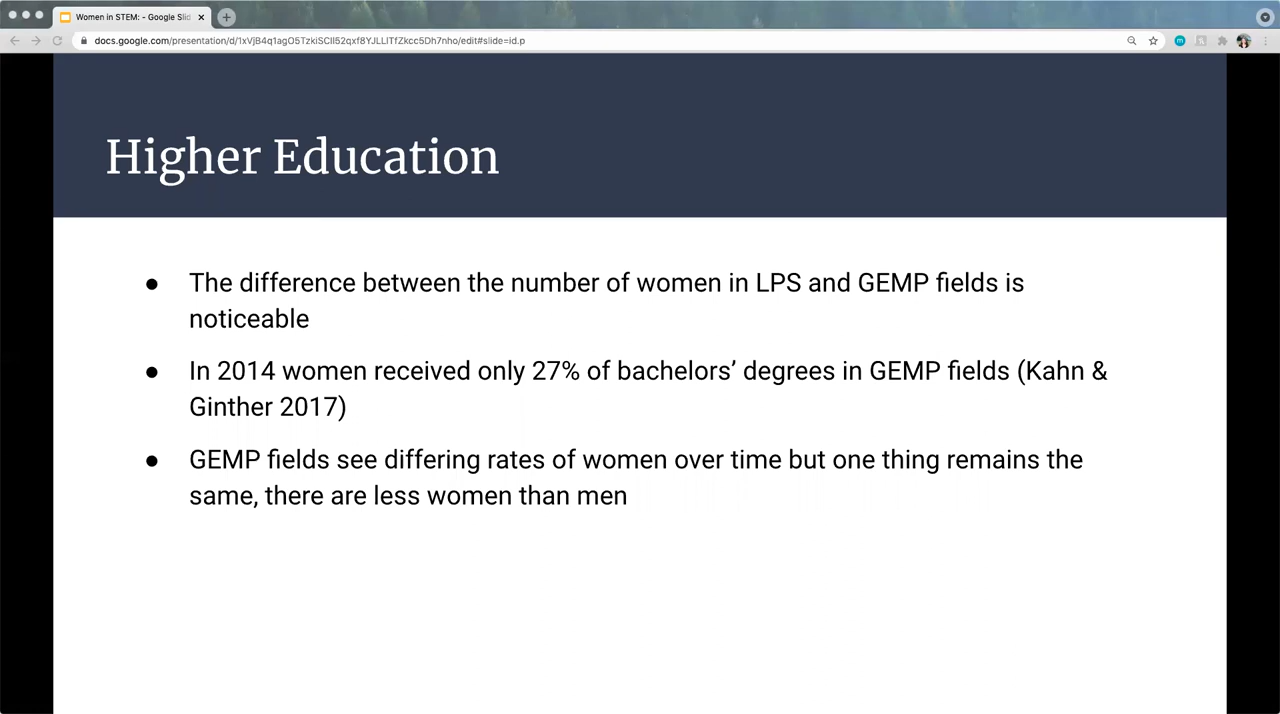 Women in STEM: - Google Slid
docs.google.com/presentation/d/1xVjB4q1agO5TzkiSCIl52qxf8YJLLlTfZkcc5Dh7nho/edit#slide=id.p
Higher Education
● The difference between the number of women in LPS and GEMP fields is
noticeable
● In 2014 women received only 27% of bachelors’ degrees in GEMP fields (Kahn &
Ginther 2017)
● GEMP fields see differing rates of women over time but one thing remains the
same, there are less women than men